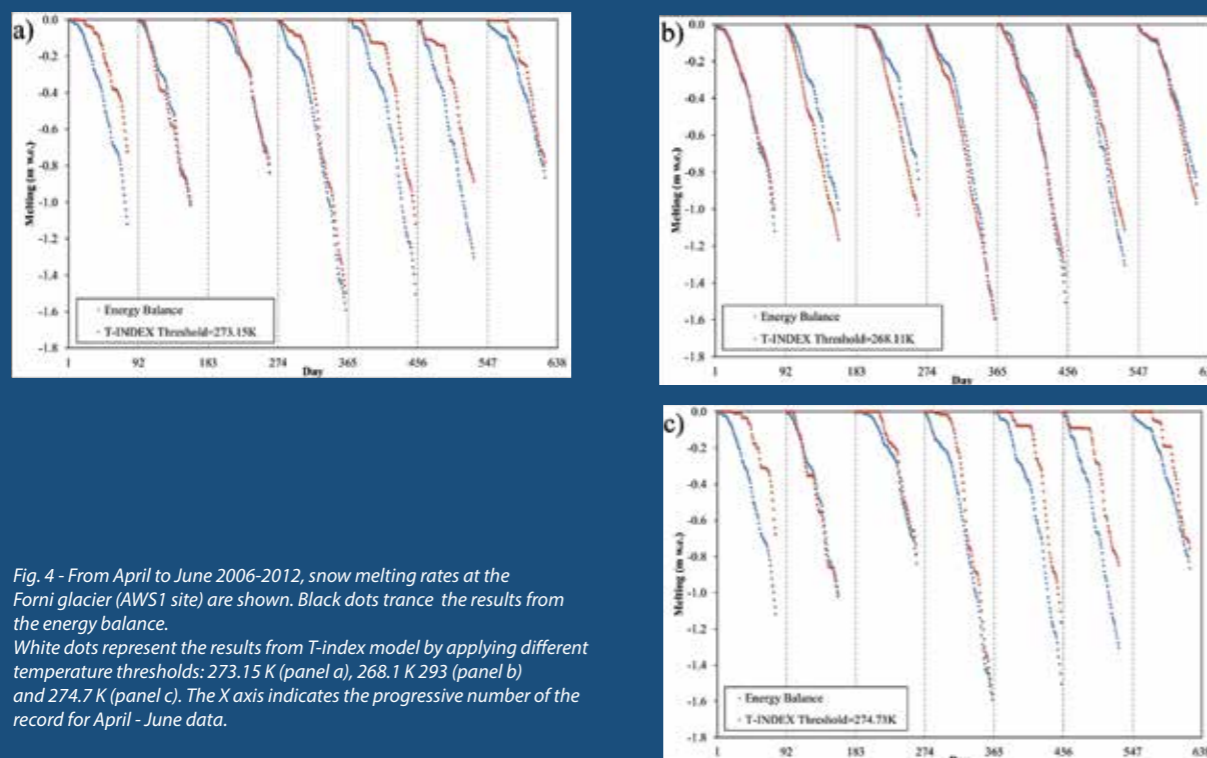 a)
0.0
-0.2
-0.4
-0.6
-0.8
-1.0
-1.2
-1.4
-1.6
-1.8
Melting (m w.e.)
Energy Balance
T-INDEX Threshold=273.15K
1 92 183 274 365 456 547 638
Day
b)
0.0
-0.2
-0.4
-0.6
-0.8
-1.0
-1.2
-1.4
-1.6
-1.8
Melting (m w.e.)
Energy Balance
T-INDEX Threshold=268.11K
1 92 183 274 365 456 547
Day
c)
0.0
-0.2
-0.4
-0.6
-0.8
-1.0
-1.2
-1.4
-1.6
-1.8
Melting (m w.e.)
Energy Balance
T-INDEX Threshold=274.73K
1 92 183 274 365 456 547 638
Fig. 4 - From April to June 2006-2012, snow melting rates at the
Forni glacier (AWS1 site) are shown. Black dots trance the results from
the energy balance.
White dots represent the results from T-index model by applying different
temperature thresholds: 273.15 K (panel a), 268.1 K 293 (panel b)
and 274.7 K (panel c). The X axis indicates the progressive number of the
record for April - June data.